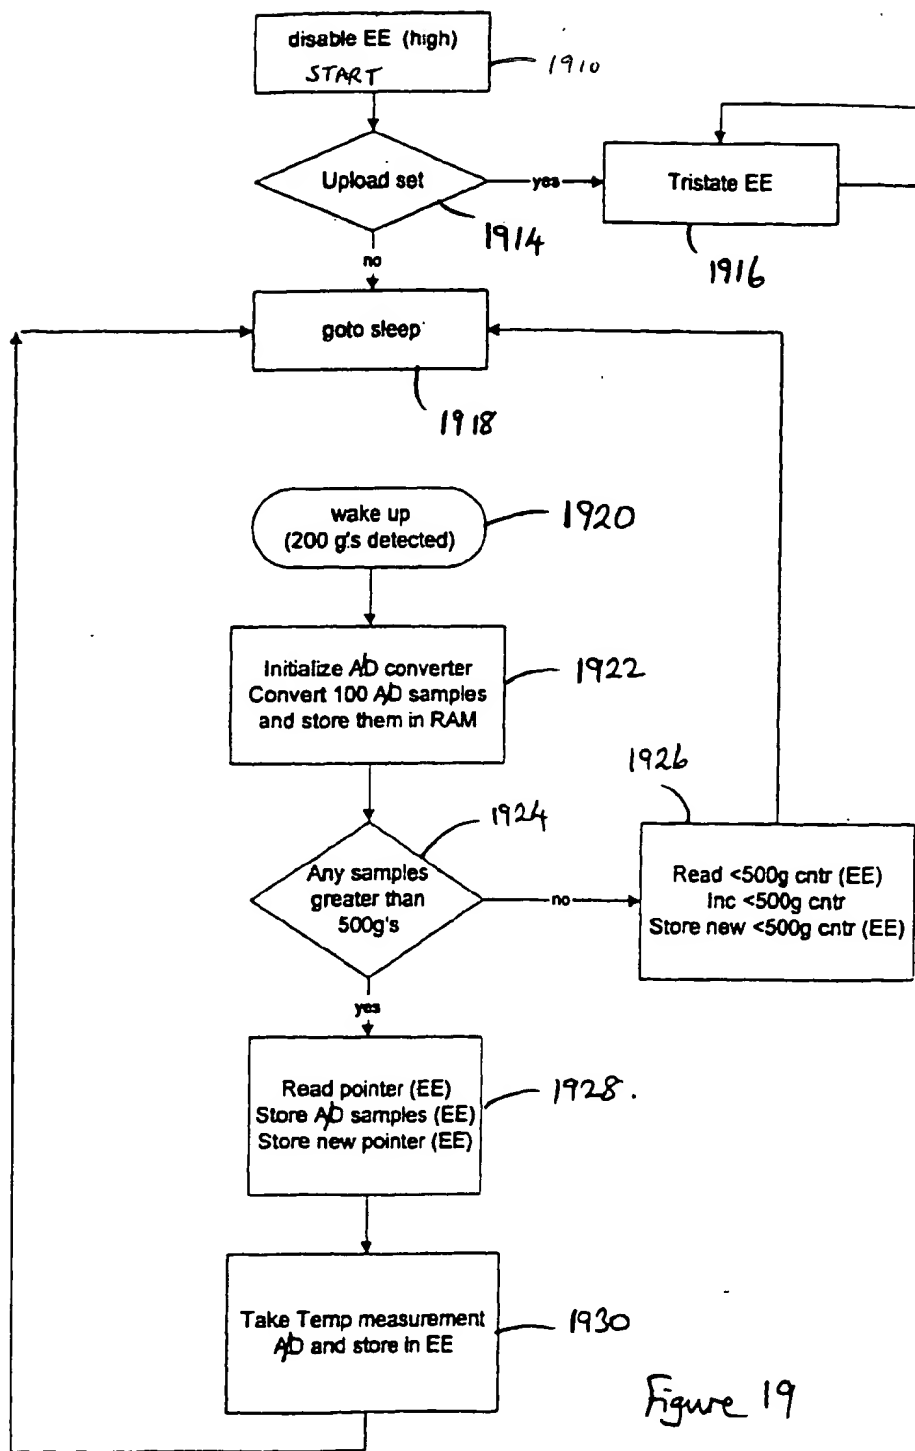 disable EE (high)
START
1910
Upload set
yes
Tristate EE
1914
1916
no
goto sleep
1918
wake up
(200 g's detected)
1920
Initialize A/D converter
Convert 100 A/D samples
and store them in RAM
1922
1924
1926
Any samples
greater than
500g's
no
Read <500g cntr (EE)
Inc <500g cntr
Store new <500g cntr (EE)
yes
Read pointer (EE)
Store A/D samples (EE)
Store new pointer (EE)
1928.
Take Temp measurement
A/D and store in EE
1930
Figure 19